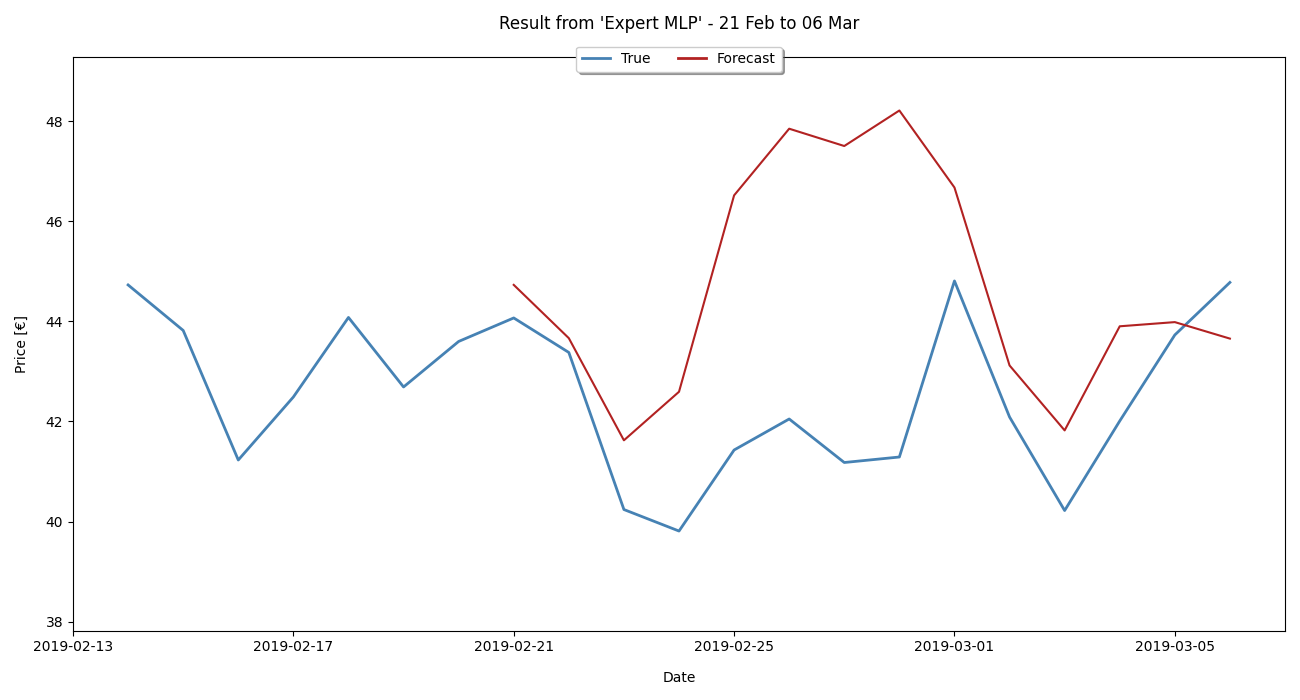 Result from 'Expert MLP' - 21 Feb to 06 Mar
True Forecast
48
46
44
42
40
38
Price [€]
2019-02-13 2019-02-17 2019-02-21 2019-02-25 2019-03-01 2019-03-05
Date